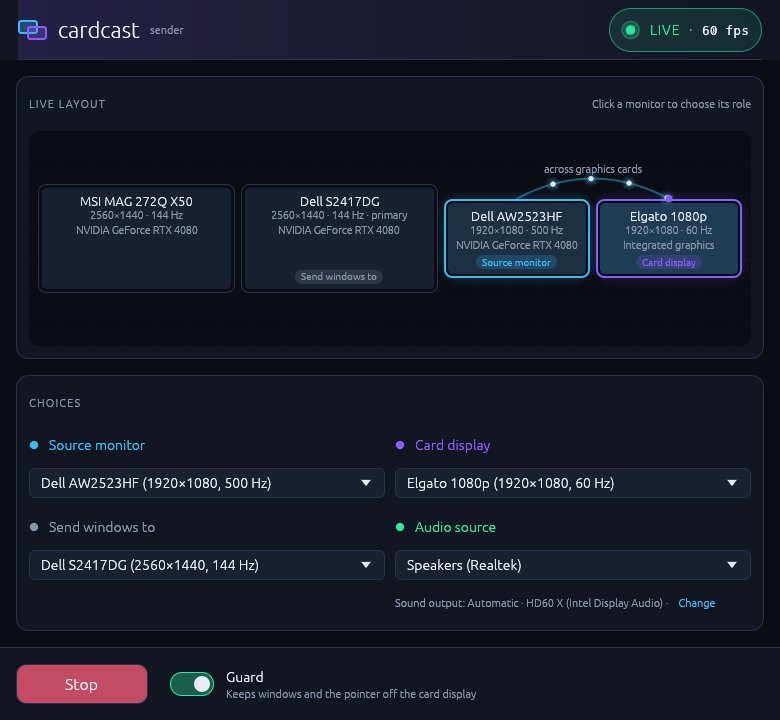 cardcast sender
LIVE · 60 fps
LIVE LAYOUT
Click a monitor to choose its role
across graphics cards
MSI MAG 272Q X50
2560×1440 · 144 Hz
NVIDIA GeForce RTX 4080
Dell S2417DG
2560×1440 · 144 Hz · primary
NVIDIA GeForce RTX 4080
Send windows to
Dell AW2523HF
1920×1080 · 500 Hz
NVIDIA GeForce RTX 4080
Source monitor
Elgato 1080p
1920×1080 · 60 Hz
Integrated graphics
Card display
CHOICES
Source monitor
Dell AW2523HF (1920×1080, 500 Hz)
Card display
Elgato 1080p (1920×1080, 60 Hz)
Send windows to
Dell S2417DG (2560×1440, 144 Hz)
Audio source
Speakers (Realtek)
Sound output: Automatic · HD60 X (Intel Display Audio) · Change
Stop
Guard
Keeps windows and the pointer off the card display